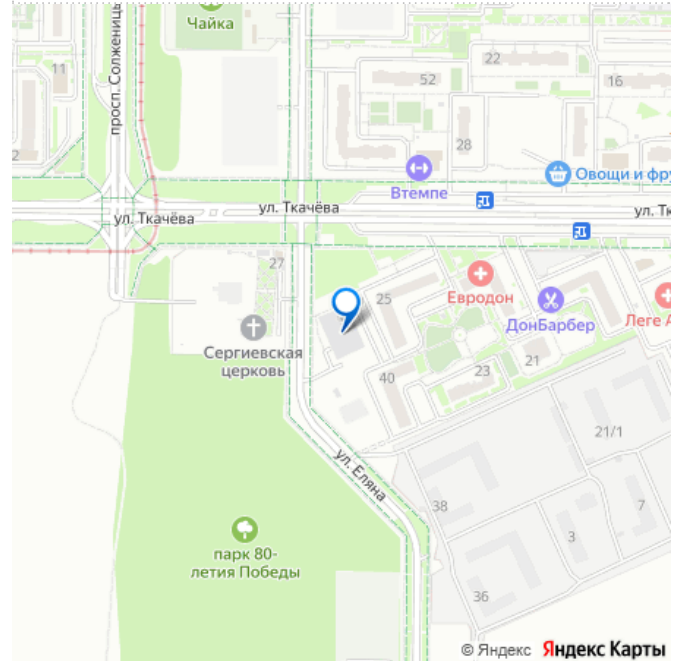 Чайка
просп. Солженицы
11
52
22
16
28
2
Втемпе
Овощи и фру
ул. Ткачёва
ул. Ткачёва
ул. Тк
27
25
Евродон
ДонБарбер
Леге А
Сергиевская
церковь
40
23
21
21/1
ул. Еляна
38
7
3
парк 80-
летия Победы
36
© Яндекс Яндекс Карты